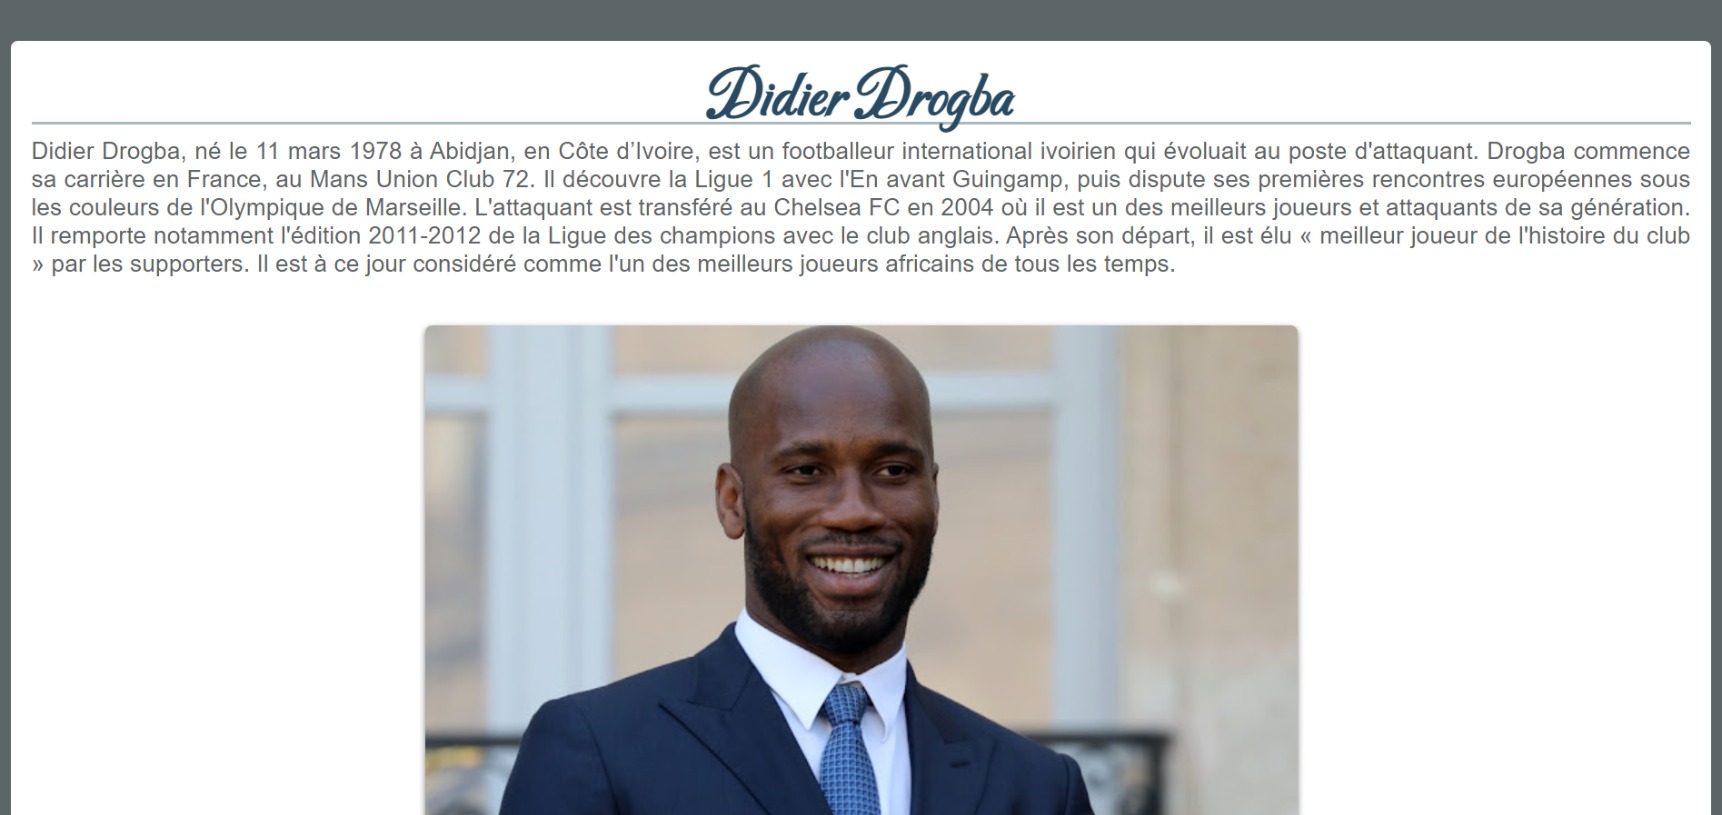 Didier Drogba
Didier Drogba, né le 11 mars 1978 à Abidjan, en Côte d’Ivoire, est un footballeur international ivoirien qui évoluait au poste d'attaquant. Drogba commence
sa carrière en France, au Mans Union Club 72. Il découvre la Ligue 1 avec l'En avant Guingamp, puis dispute ses premières rencontres européennes sous
les couleurs de l'Olympique de Marseille. L'attaquant est transféré au Chelsea FC en 2004 où il est un des meilleurs joueurs et attaquants de sa génération.
Il remporte notamment l'édition 2011-2012 de la Ligue des champions avec le club anglais. Après son départ, il est élu « meilleur joueur de l'histoire du club
» par les supporters. Il est à ce jour considéré comme l'un des meilleurs joueurs africains de tous les temps.